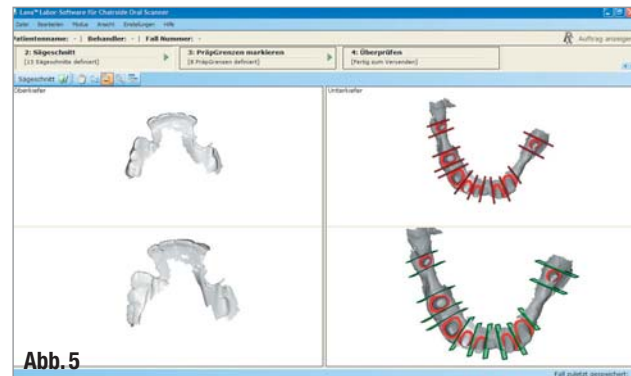 Lava™ Labor-Software für Chairside Oral Scanner
Datei Bearbeiten Modus Ansicht Einstellungen Hilfe
Patientenname: - | Behandler: - | Fall Nummer: -
Auftrag anzeigen
2: Sägeschnitt
[13 Sägeschnitte definiert]
3: PräpGrenzen markieren
[8 PräpGrenzen definiert]
4: Überprüfen
[Fertig zum Versenden]
Sägeschnitt
Oberkiefer
Unterkiefer
Abb. 5
Fall zuletzt gespeichert: